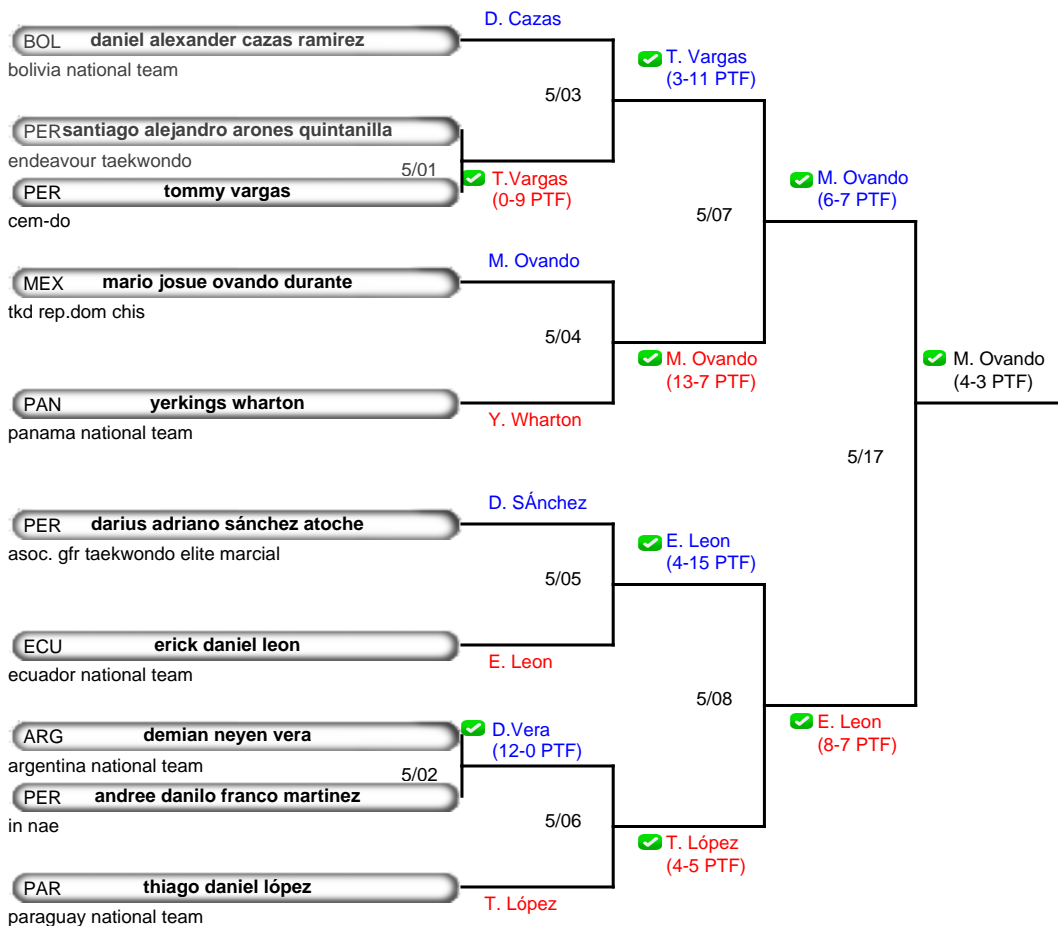 D. Cazas
BOL daniel alexander cazas ramirez
bolivia national team
T. Vargas
(3-11 PTF)
5/03
PER santiago alejandro arones quintanilla
endeavour taekwondo
5/01
T.Vargas
(0-9 PTF)
PER tommy vargas
cem-do
M. Ovando
(6-7 PTF)
5/07
M. Ovando
MEX mario josue ovando durante
tkd rep.dom chis
5/04
M. Ovando
(13-7 PTF)
M. Ovando
(4-3 PTF)
PAN yerkings wharton
Y. Wharton
panama national team
5/17
D. SÁnchez
PER darius adriano sánchez atoche
asoc. gfr taekwondo elite marcial
E. Leon
(4-15 PTF)
5/05
ECU erick daniel leon
E. Leon
ecuador national team
5/08
E. Leon
(8-7 PTF)
ARG demian neyen vera
D.Vera
(12-0 PTF)
argentina national team
5/02
PER andree danilo franco martinez
in nae
5/06
T. López
(4-5 PTF)
PAR thiago daniel lópez
T. López
paraguay national team